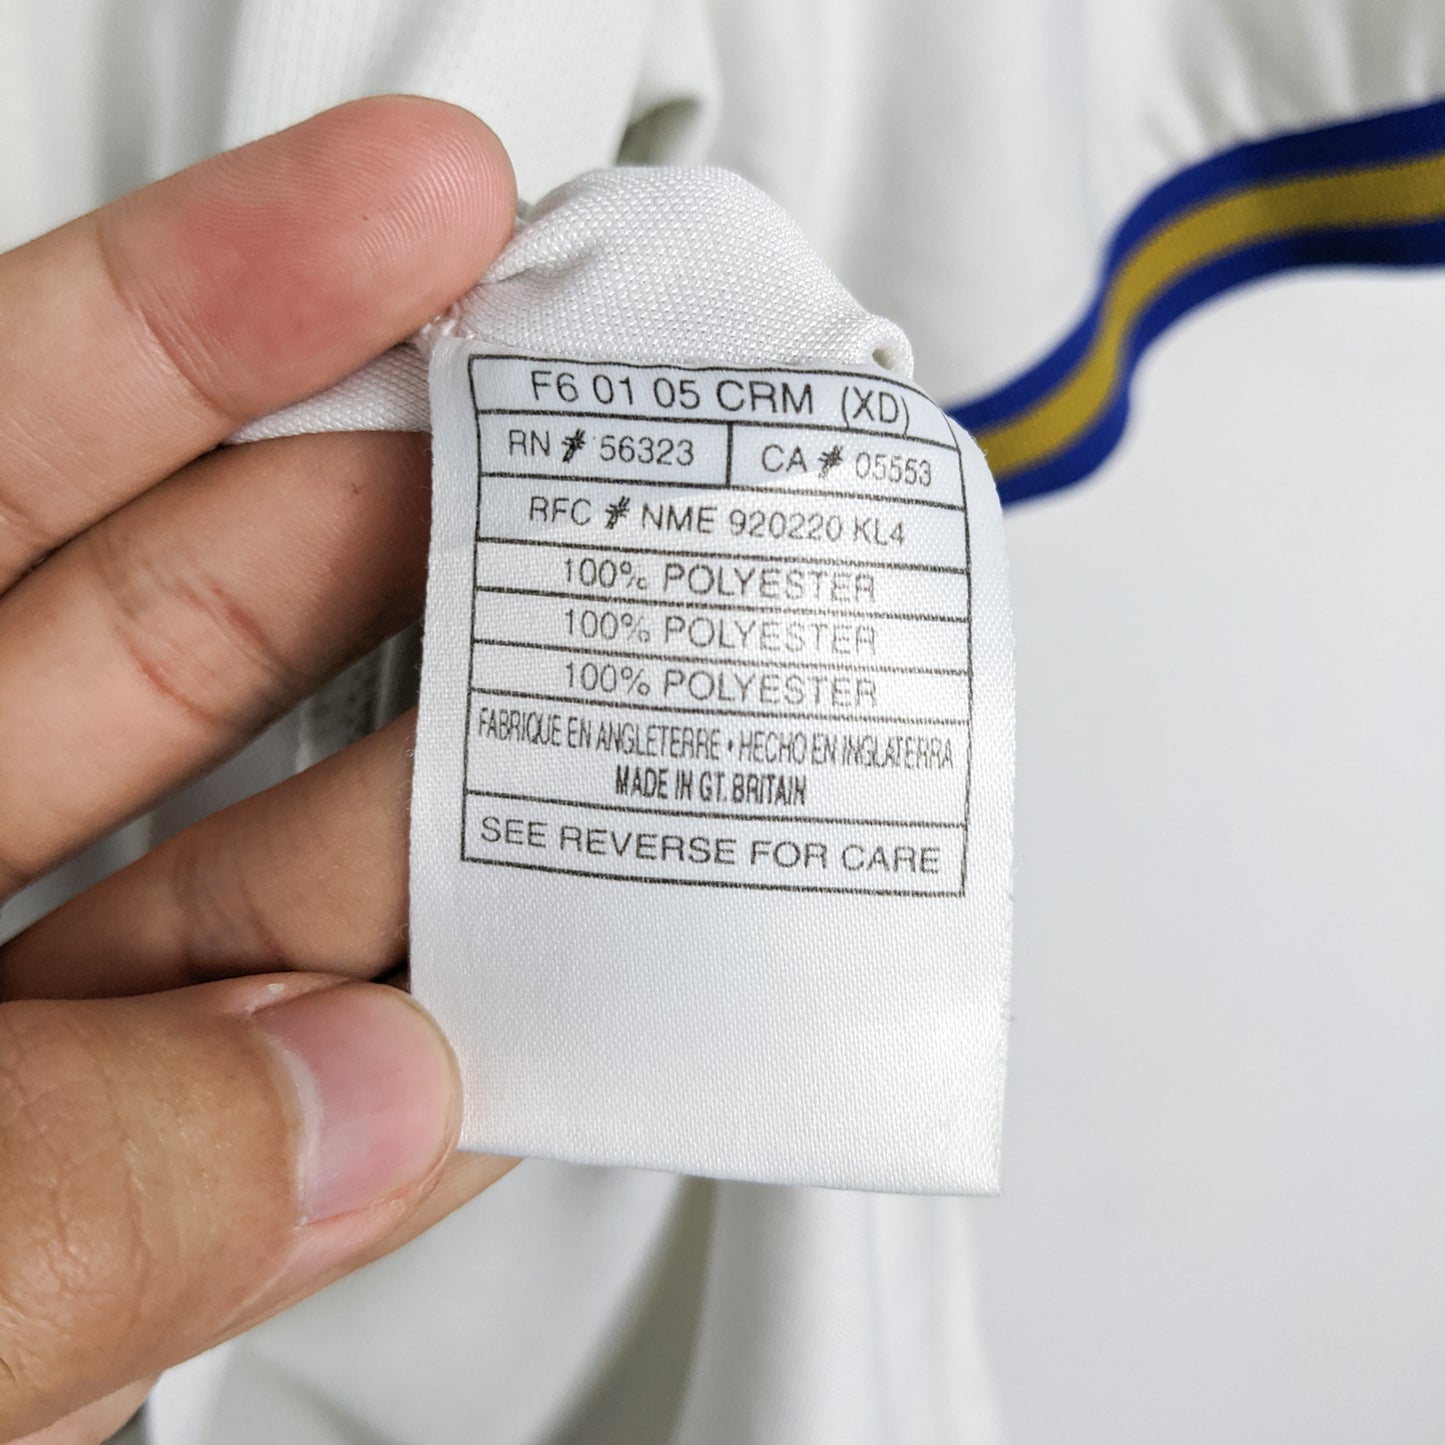 F6 01 05 CRM (XD)
RN # 56323 CA # 05553
RFC # NME 920220 KL4
100% POLYESTER
100% POLYESTER
100% POLYESTER
FABRIQUE EN ANGLETERRE • HECHO EN INGLATERRA
MADE IN GT. BRITAIN
SEE REVERSE FOR CARE